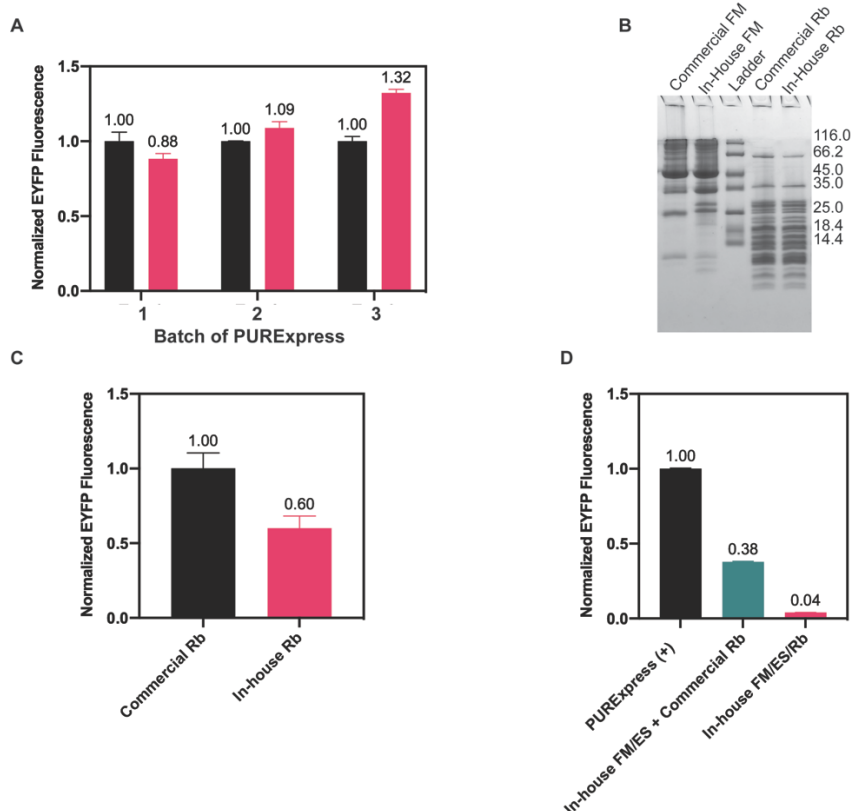 A
Normalized EYFP Fluorescence
1.5
1.0
0.5
0.0
1.00
0.88
1.00
1.09
1.00
1.32
1
2
3
Batch of PURExpress
B
Commercial FM
In-House FM
Ladder
Commercial Rb
In-House Rb
116.0
66.2
45.0
35.0
25.0
18.4
14.4
C
Normalized EYFP Fluorescence
1.5
1.0
0.5
0.0
1.00
0.60
Commercial Rb
In-house Rb
D
Normalized EYFP Fluorescence
1.5
1.0
0.5
0.0
1.00
0.38
0.04
PURExpress (+)
In-house FM/ES + Commercial Rb
In-house FM/ES/Rb